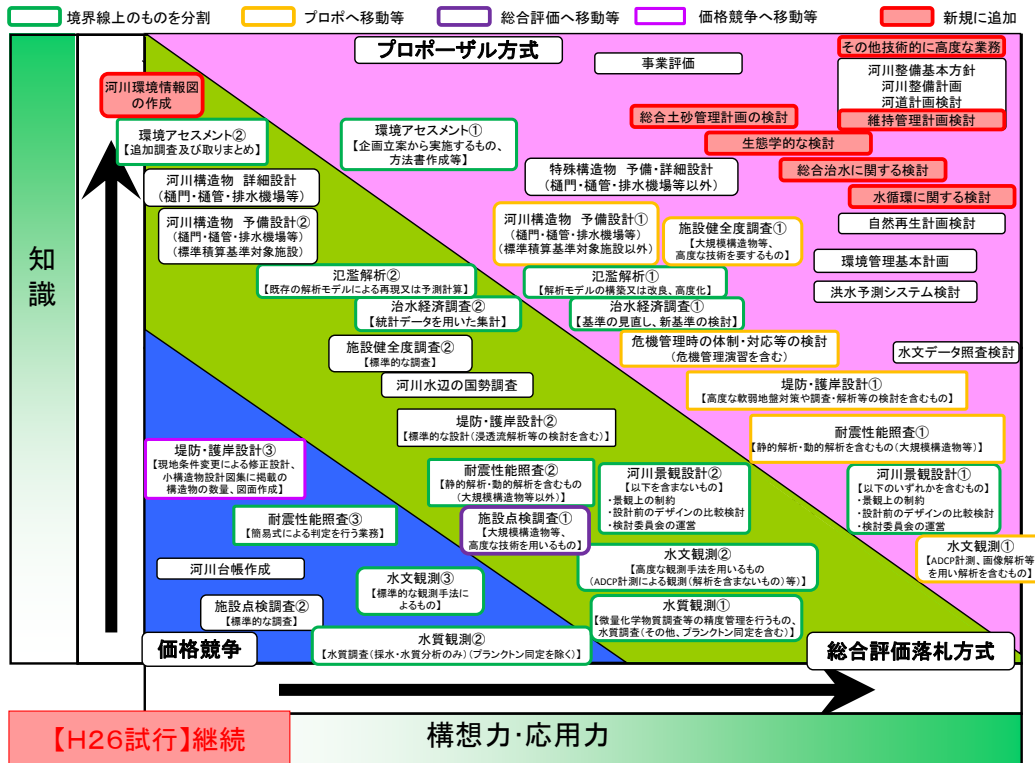 境界線上のものを分割
プロポへ移動等
総合評価へ移動等
価格競争へ移動等
新規に追加
プロポーザル方式
事業評価
その他技術的に高度な業務
河川整備基本方針
河川整備計画
河道計画検討
維持管理計画検討
河川環境情報図
の作成
総合土砂管理計画の検討
環境アセスメント②
【追加調査及び取りまとめ】
環境アセスメント①
【企画立案から実施するもの、
方法書作成等】
生態学的な検討
総合治水に関する検討
水循環に関する検討
河川構造物 詳細設計
(樋門・樋管・排水機場等)
特殊構造物 予備・詳細設計
(樋門・樋管・排水機場等以外)
河川構造物 予備設計②
(樋門・樋管・排水機場等)
(標準積算基準対象施設)
河川構造物 予備設計①
(樋門・樋管・排水機場等)
(標準積算基準対象施設以外)
施設健全度調査①
【大規模構造物等、
高度な技術を要するもの】
自然再生計画検討
環境管理基本計画
洪水予測システム検討
知識
氾濫解析②
【既存の解析モデルによる再現又は予測計算】
氾濫解析①
【解析モデルの構築又は改良、高度化】
治水経済調査②
【統計データを用いた集計】
治水経済調査①
【基準の見直し、新基準の検討】
施設健全度調査②
【標準的な調査】
危機管理時の体制・対応等の検討
(危機管理演習を含む)
水文データ照査検討
河川水辺の国勢調査
堤防・護岸設計①
【高度な軟弱地盤対策や調査・解析等の検討を含むもの】
堤防・護岸設計②
【標準的な設計(浸透流解析等の検討を含む)】
耐震性能照査①
【静的解析・動的解析を含むもの(大規模構造物等)】
堤防・護岸設計③
【現地条件変更による修正設計、
小構造物設計図集に掲載の
構造物の数量、図面作成】
耐震性能照査②
【静的解析・動的解析を含むもの
(大規模構造物等以外)】
河川景観設計②
【以下を含まないもの】
・景観上の制約
・設計前のデザインの比較検討
・検討委員会の運営
河川景観設計①
【以下のいずれかを含むもの】
・景観上の制約
・設計前のデザインの比較検討
・検討委員会の運営
耐震性能照査③
【簡易式による判定を行う業務】
施設点検調査①
【大規模構造物等、
高度な技術を用いるもの】
水文観測①
【ADCP計測、画像解析等
を用い解析を含むもの】
河川台帳作成
水文観測③
【標準的な観測手法に
よるもの】
水文観測②
【高度な観測手法を用いるもの
(ADCP計測による観測(解析を含まないもの)等)】
施設点検調査②
【標準的な調査】
水質観測①
【微量化学物質調査等の精度管理を行うもの、
水質調査(その他、プランクトン同定を含む)】
水質観測②
【水質調査(採水・水質分析のみ)(プランクトン同定を除く)】
価格競争
総合評価落札方式
【H26試行】継続
構想力・応用力